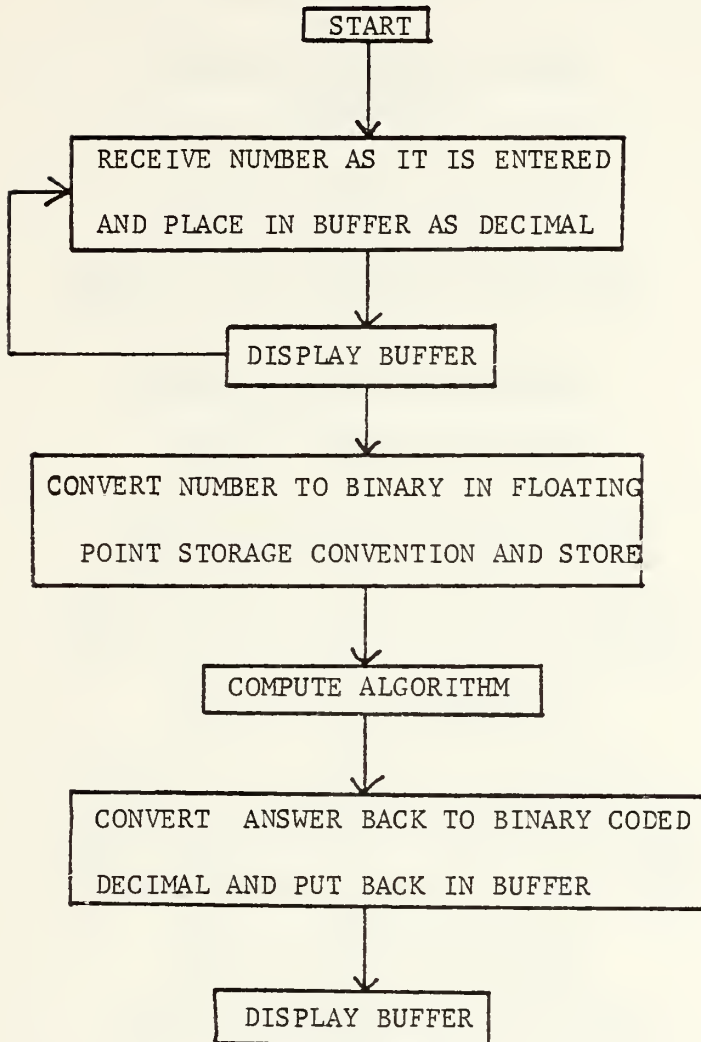 START
RECEIVE NUMBER AS IT IS ENTERED
AND PLACE IN BUFFER AS DECIMAL
DISPLAY BUFFER
CONVERT NUMBER TO BINARY IN FLOATING
POINT STORAGE CONVENTION AND STORE
COMPUTE ALGORITHM
CONVERT ANSWER BACK TO BINARY CODED
DECIMAL AND PUT BACK IN BUFFER
DISPLAY BUFFER